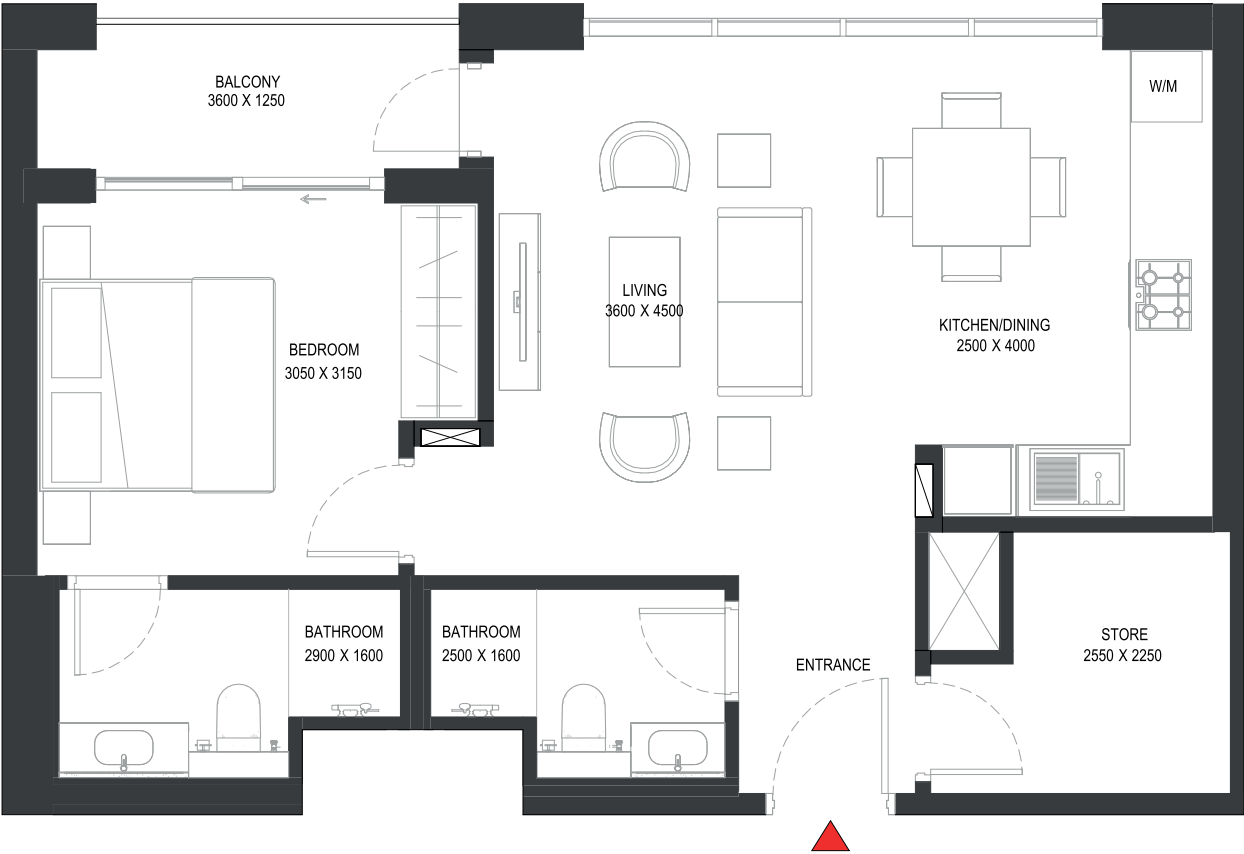 BALCONY
3600 X 1250
W/M
LIVING
3600 X 4500
KITCHEN/DINING
2500 X 4000
BEDROOM
3050 X 3150
BATHROOM
2900 X 1600
BATHROOM
2500 X 1600
ENTRANCE
STORE
2550 X 2250